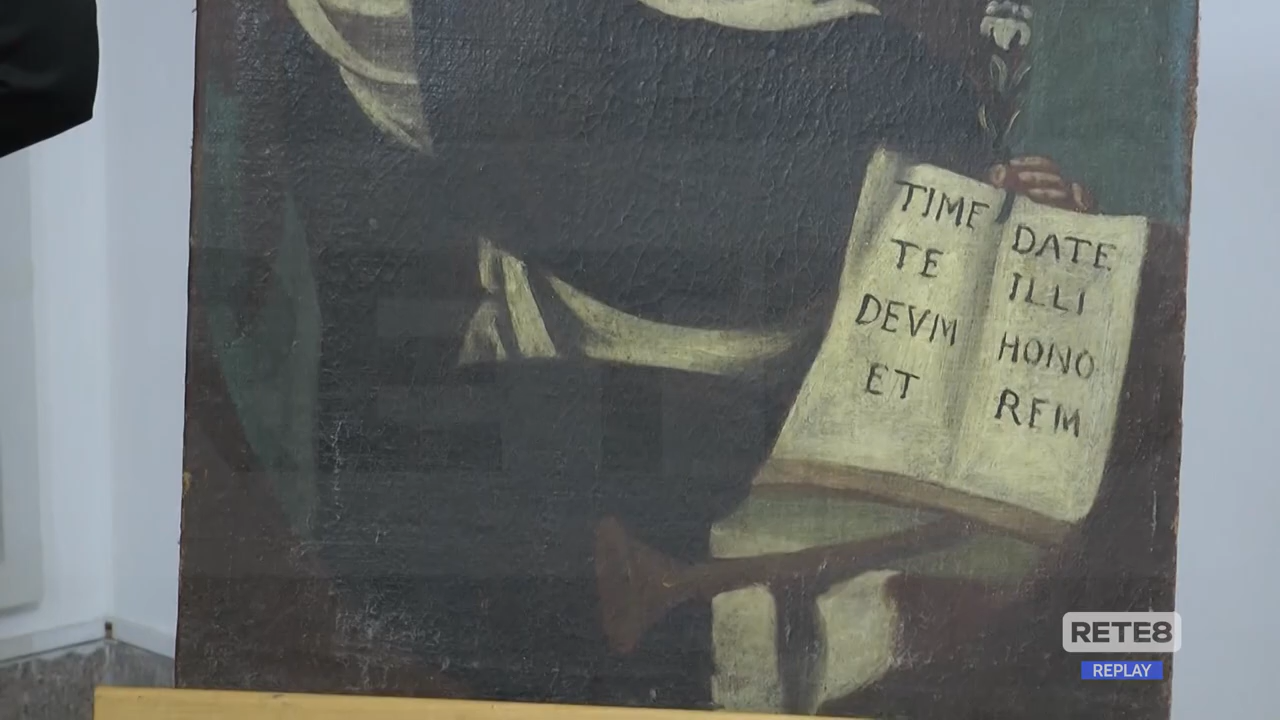 TIME
TE
DEVM
ET
DATE
ILLI
HONO
REM
RETE8
REPLAY